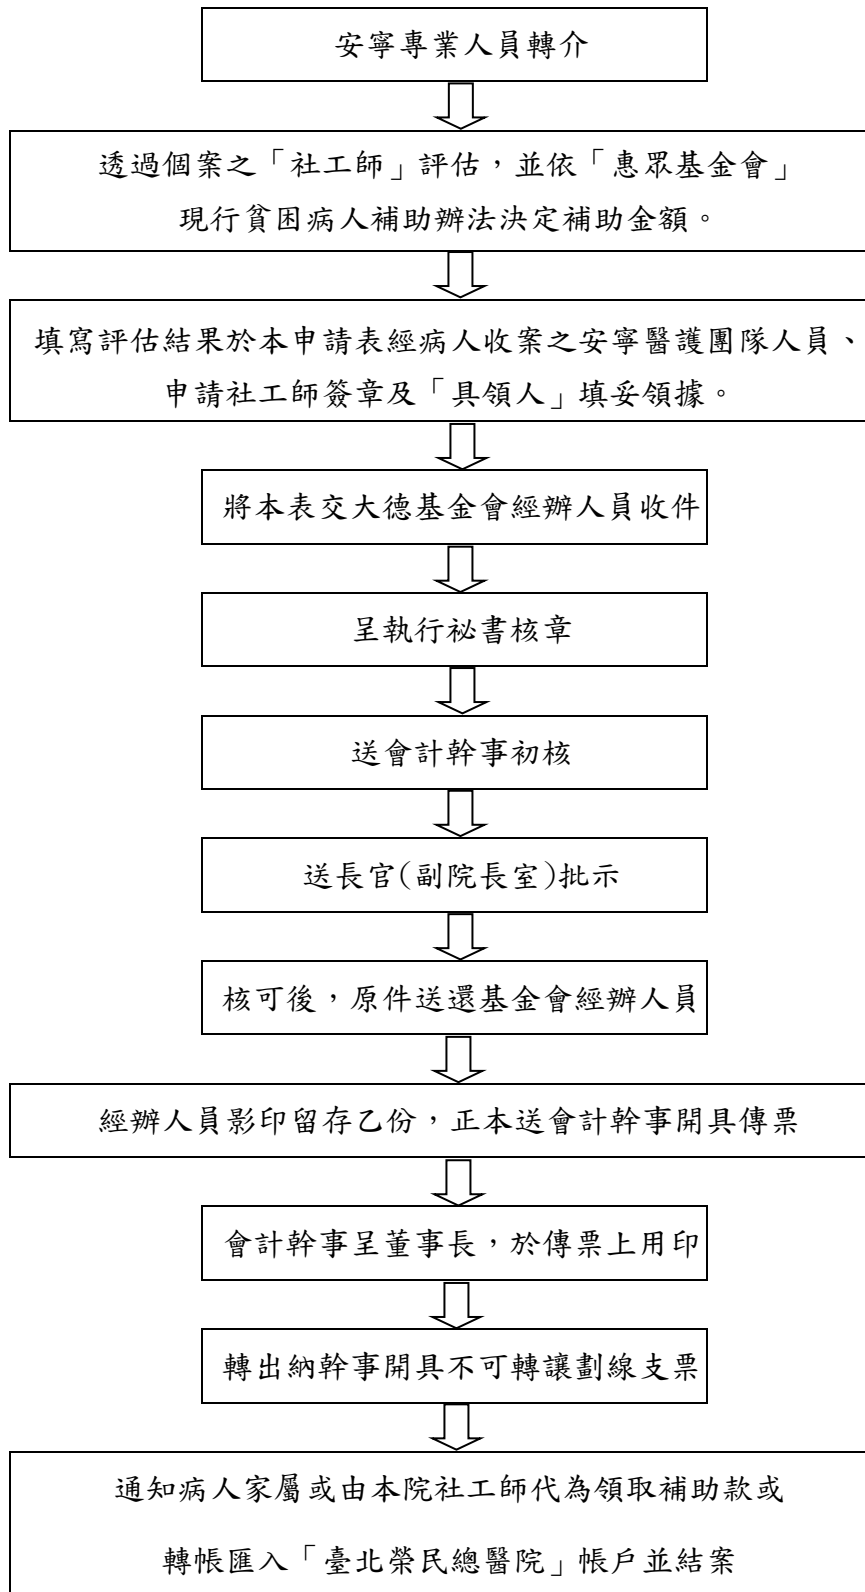 安寧專業人員轉介
透過個案之「社工師」評估，並依「惠眾基金會」
現行貧困病人補助辦法決定補助金額。
填寫評估結果於本申請表經病人收案之安寧醫護團隊人員、
申請社工師簽章及「具領人」填妥領據。
將本表交大德基金會經辦人員收件
呈執行祕書核章
送會計幹事初核
送長官(副院長室)批示
核可後，原件送還基金會經辦人員
經辦人員影印留存乙份，正本送會計幹事開具傳票
會計幹事呈董事長，於傳票上用印
轉出納幹事開具不可轉讓劃線支票
通知病人家屬或由本院社工師代為領取補助款或
轉帳匯入「臺北榮民總醫院」帳戶並結案